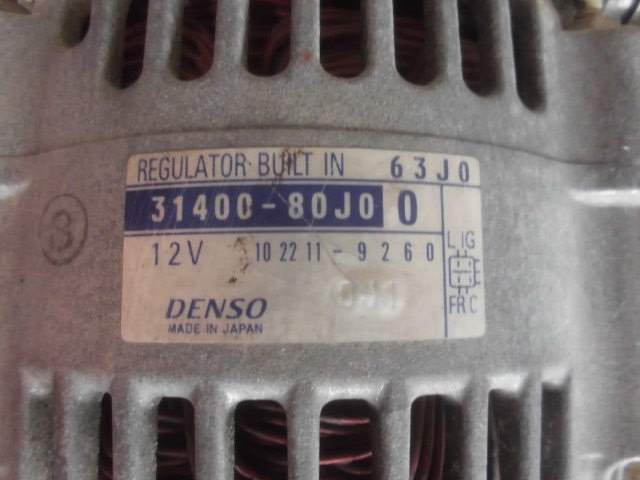 REGULATOR BUILT IN 63J0
31400-80J0 0
12V 102211-9260
L IG
FR C
DENSO
MADE IN JAPAN
3